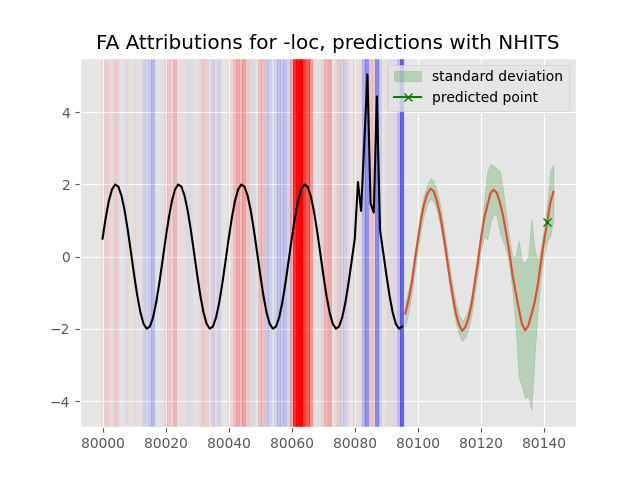 FA Attributions for -loc, predictions with NHITS
standard deviation
predicted point
4
2
0
−2
−4
80000 80020 80040 80060 80080 80100 80120 80140